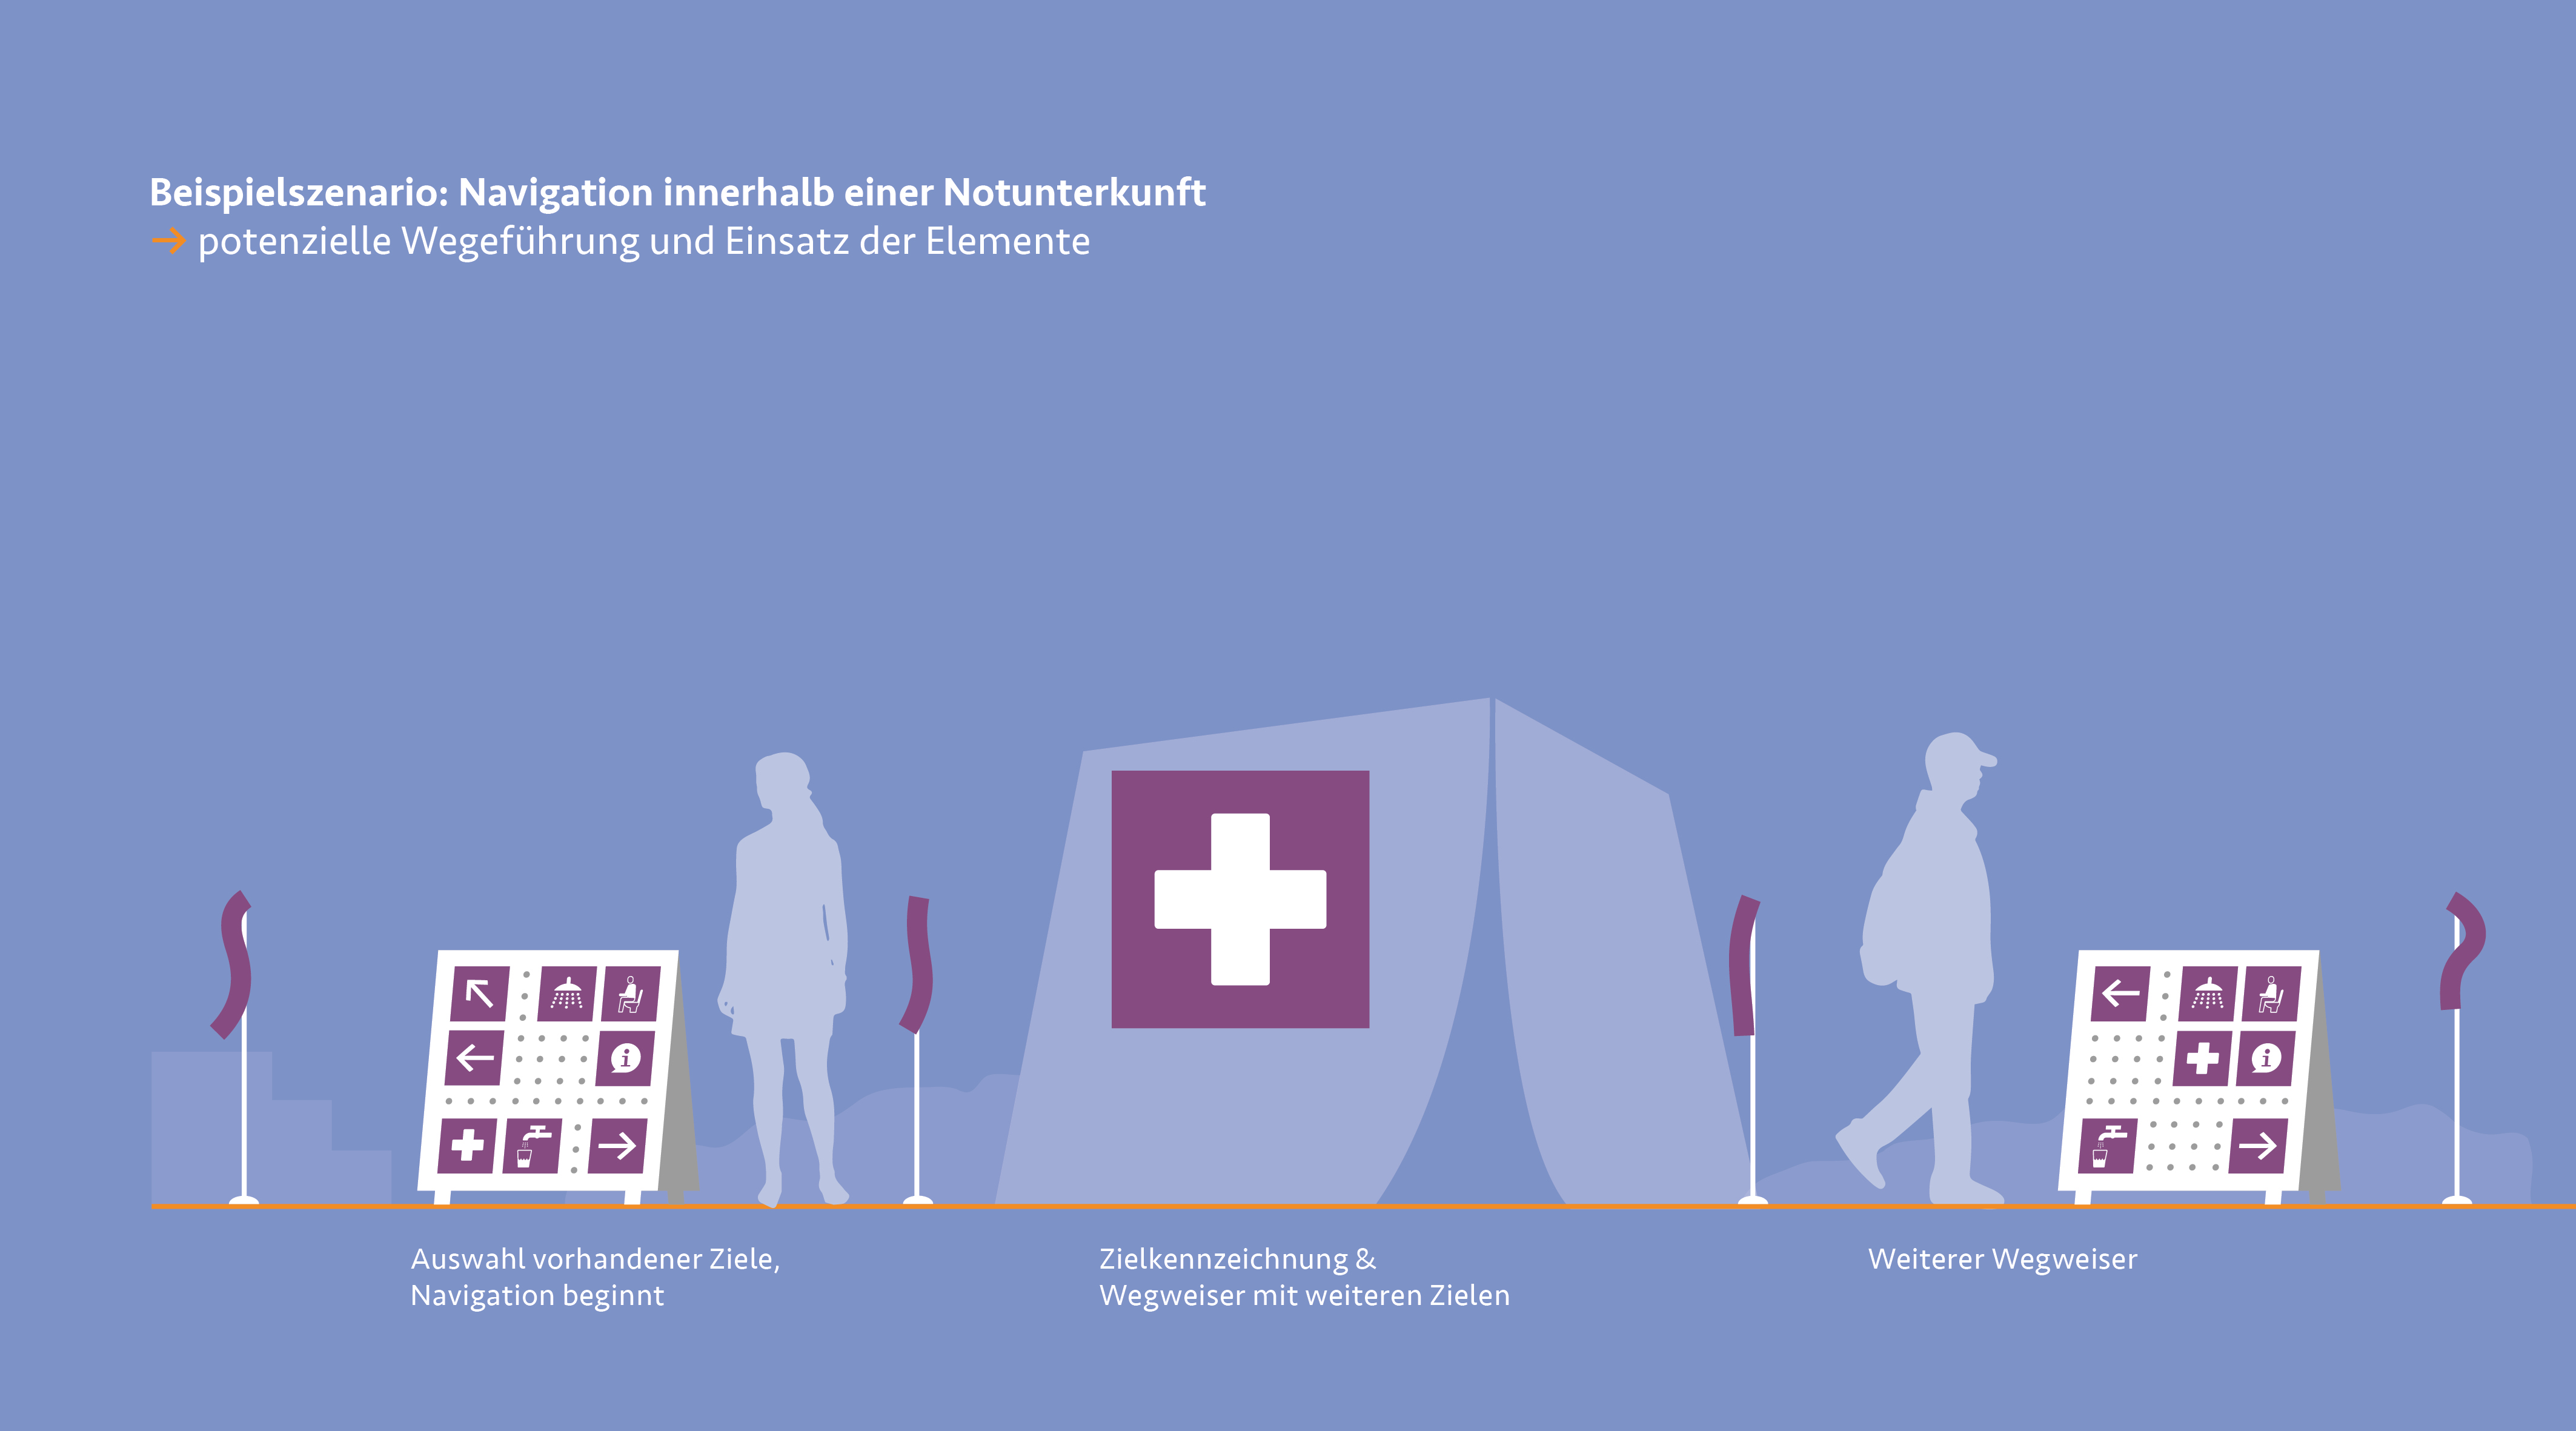 Beispielszenario: Navigation innerhalb einer Notunterkunft
→ potenzielle Wegeführung und Einsatz der Elemente
Auswahl vorhandener Ziele,
Navigation beginnt
Zielkennzeichnung &
Wegweiser mit weiteren Zielen
Weiterer Wegweiser